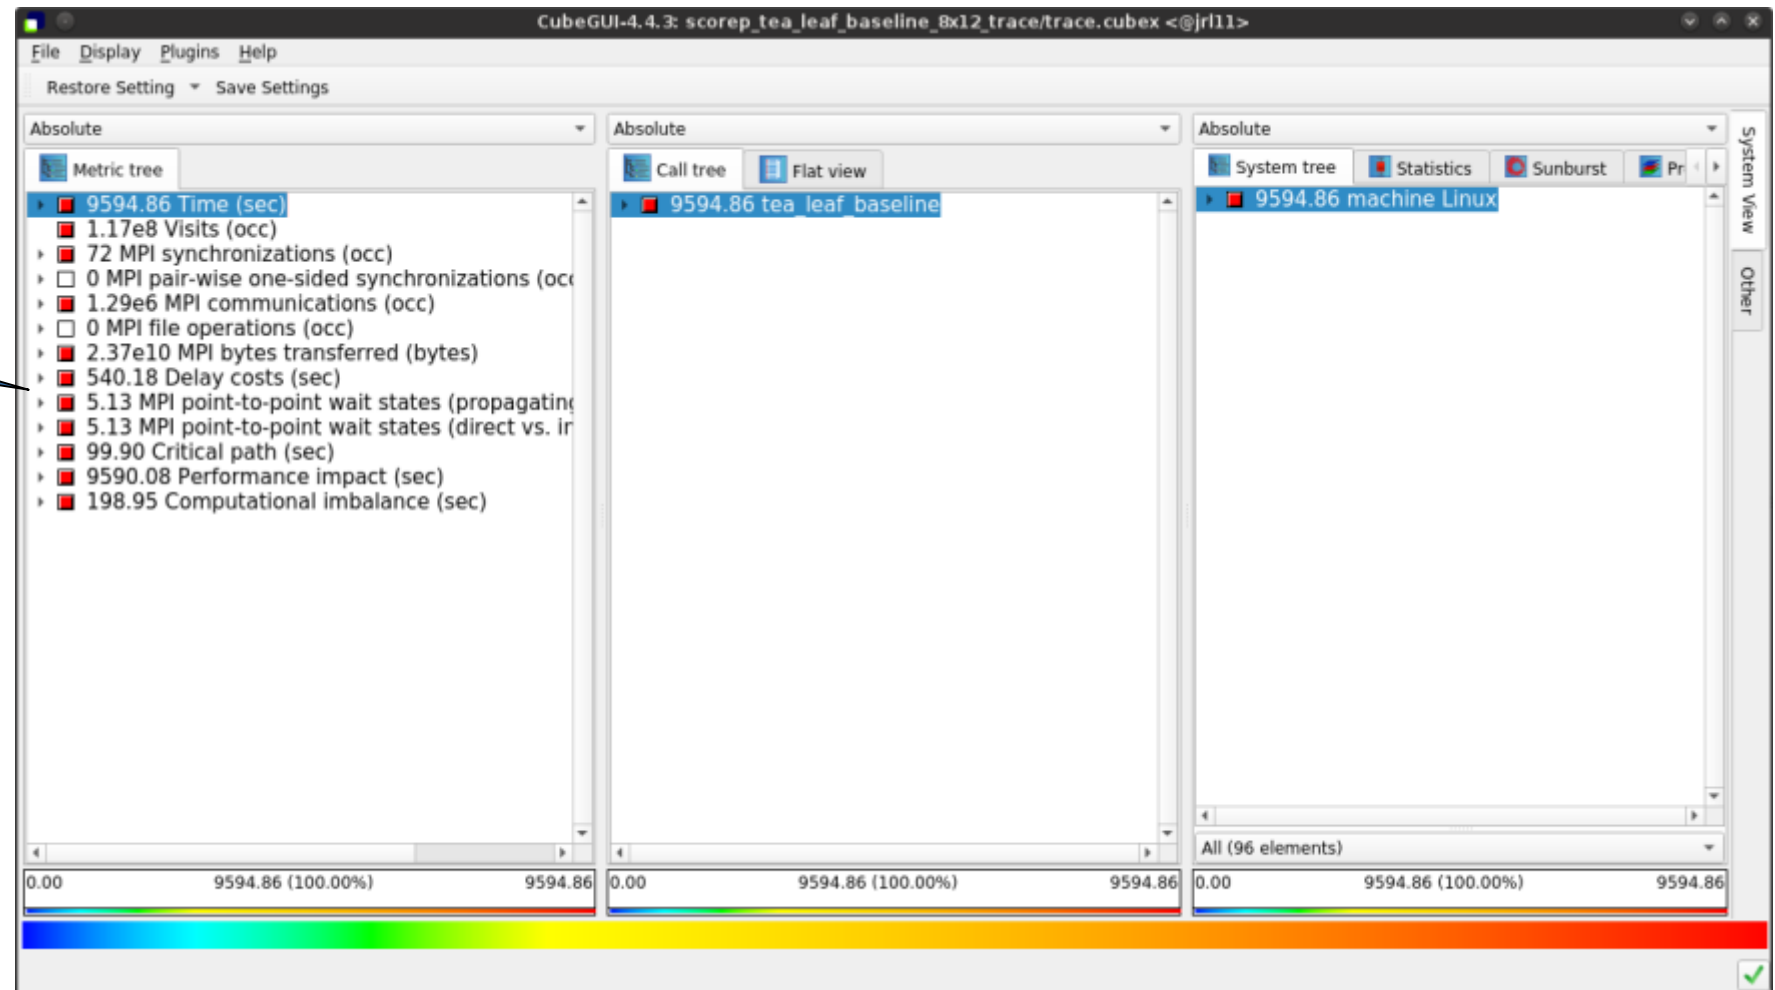 CubeGUI-4.4.3: scorep_tea_leaf_baseline_8x12_trace/trace.cubex <@jrl11>
File Display Plugins Help
Restore Setting Save Settings
Absolute
Metric tree
9594.86 Time (sec)
1.17e8 Visits (occ)
72 MPI synchronizations (occ)
0 MPI pair-wise one-sided synchronizations (occ
1.29e6 MPI communications (occ)
0 MPI file operations (occ)
2.37e10 MPI bytes transferred (bytes)
540.18 Delay costs (sec)
5.13 MPI point-to-point wait states (propagating
5.13 MPI point-to-point wait states (direct vs. in
99.90 Critical path (sec)
9590.08 Performance impact (sec)
198.95 Computational imbalance (sec)
0.00 9594.86 (100.00%) 9594.86
Absolute
Call tree Flat view
9594.86 tea_leaf_baseline
0.00 9594.86 (100.00%) 9594.86
Absolute
System tree Statistics Sunburst Pr
9594.86 machine Linux
All (96 elements)
0.00 9594.86 (100.00%) 9594.86
System View
Other